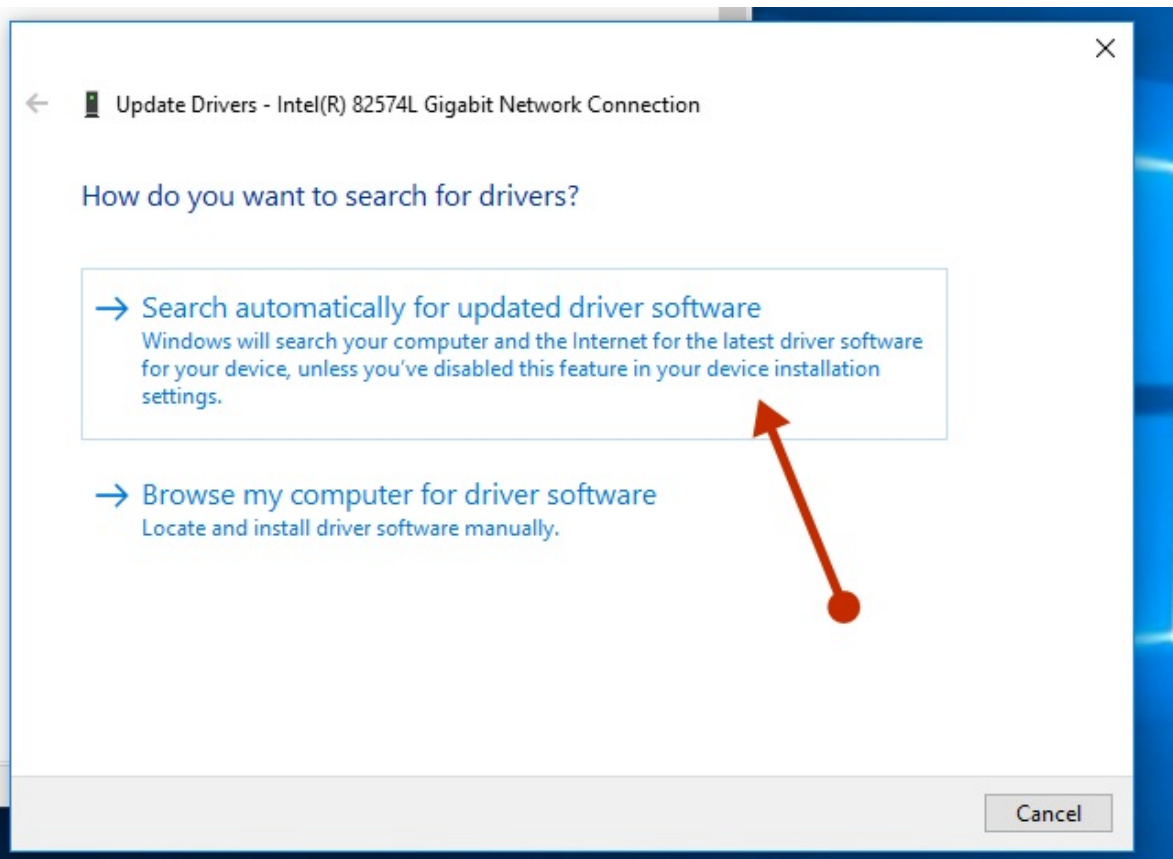 Update Drivers - Intel(R) 82574L Gigabit Network Connection
How do you want to search for drivers?
Search automatically for updated driver software
Windows will search your computer and the Internet for the latest driver software
for your device, unless you've disabled this feature in your device installation
settings.
Browse my computer for driver software
Locate and install driver software manually.
Cancel